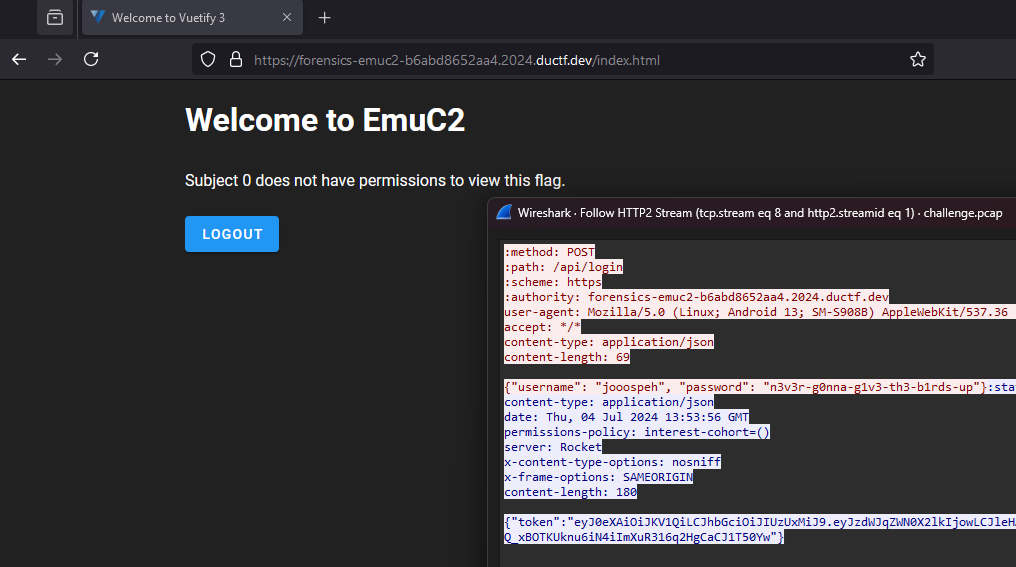 Welcome to Vuetify 3
https://forensics-emuc2-b6abd8652aa4.2024.ductf.dev/index.html
Welcome to EmuC2
Subject 0 does not have permissions to view this flag.
LOGOUT
Wireshark · Follow HTTP2 Stream (tcp.stream eq 8 and http2.streamid eq 1) · challenge.pcap
:method: POST
:path: /api/login
:scheme: https
:authority: forensics-emuc2-b6abd8652aa4.2024.ductf.dev
user-agent: Mozilla/5.0 (Linux; Android 13; SM-S908B) AppleWebKit/537.36
accept: */*
content-type: application/json
content-length: 69
{"username": "jooospeh", "password": "n3v3r-g0nna-g1v3-th3-b1rds-up"}:sta
content-type: application/json
date: Thu, 04 Jul 2024 13:53:56 GMT
permissions-policy: interest-cohort=()
server: Rocket
x-content-type-options: nosniff
x-frame-options: SAMEORIGIN
content-length: 180
{"token":"eyJ0eXAiOiJKV1QiLCJhbGciOiJIUzUxMiJ9.eyJzdWJqZWN0X2lkIjowLCJleH
Q_xBOTKUknu6iN4iImXuR316q2HgCaCJ1T50Yw"}